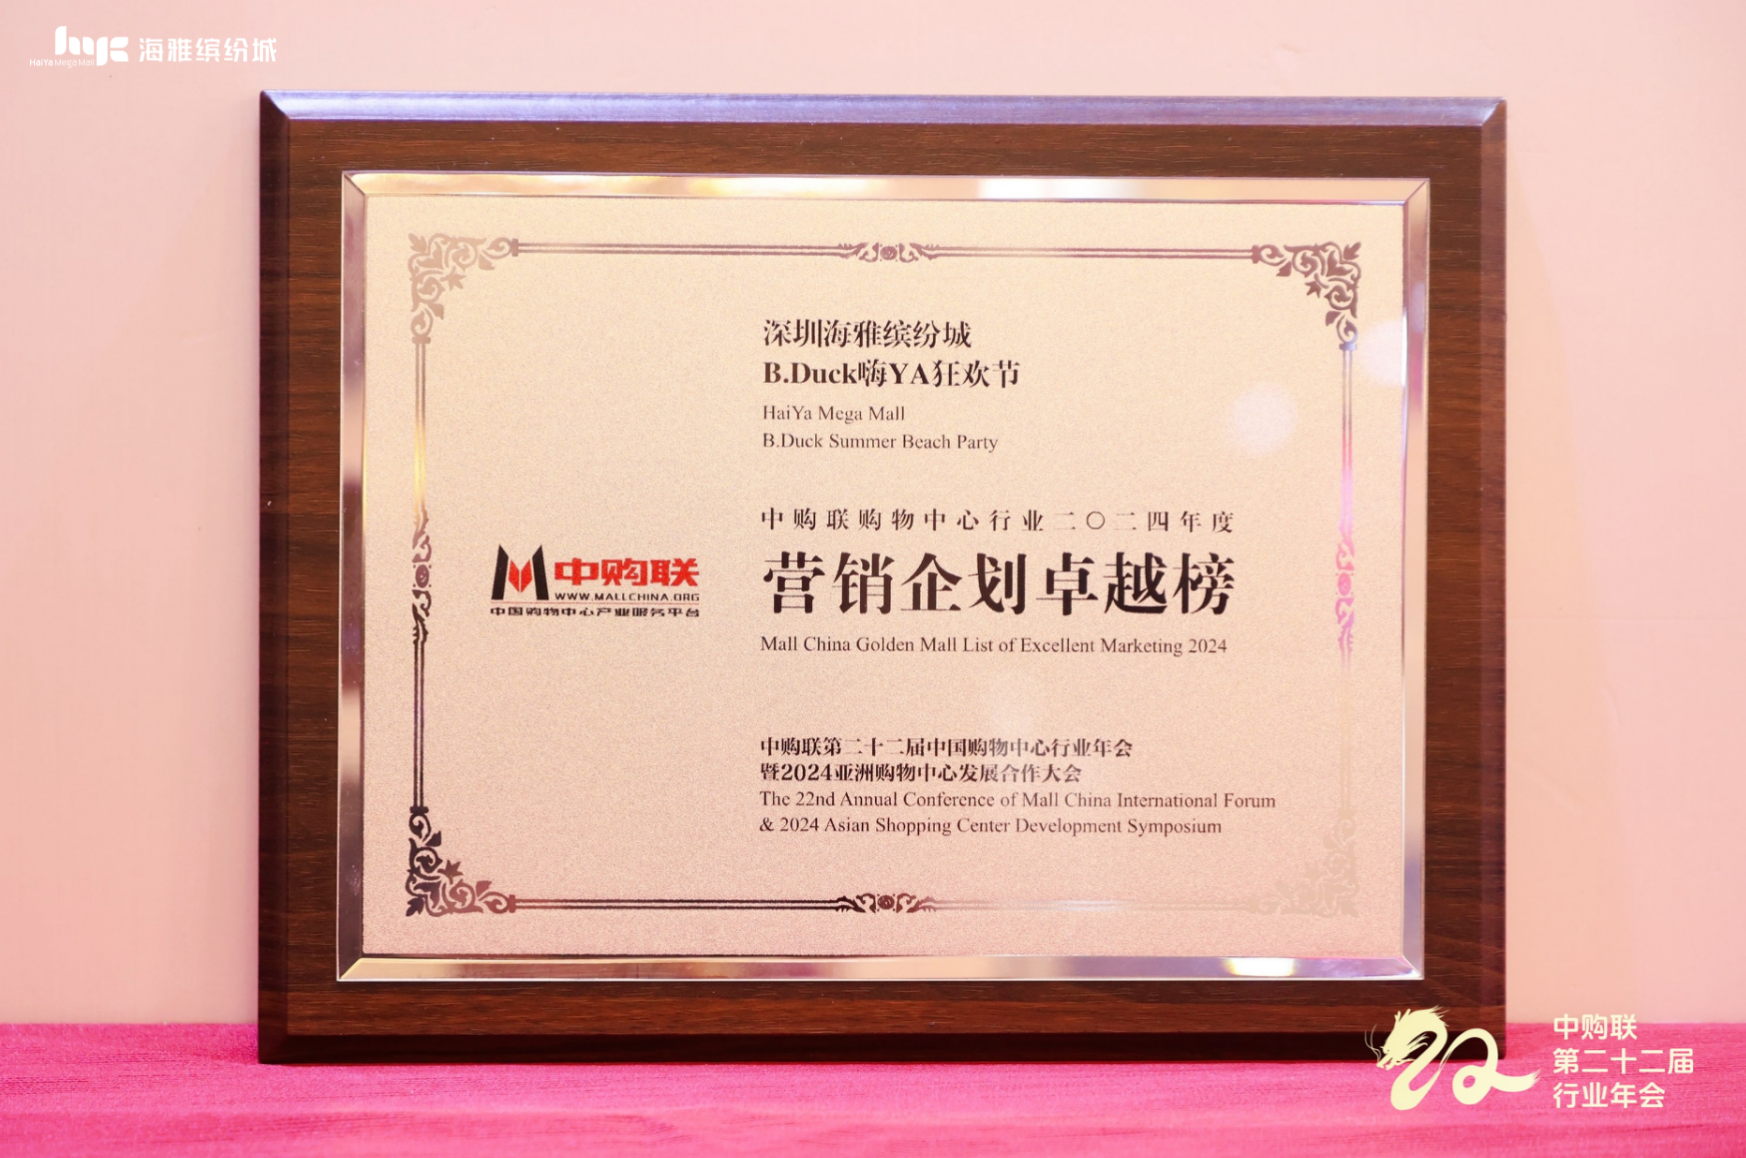 hyc 海雅缤纷城
HaiYa Mega Mall
深圳海雅缤纷城
B.Duck嗨YA狂欢节
HaiYa Mega Mall
B.Duck Summer Beach Party
中购联购物中心行业二〇二四年度
营销企划卓越榜
Mall China Golden Mall List of Excellent Marketing 2024
中购联
WWW.MALLCHINA.ORG
中国购物中心产业服务平台
中购联第二十二届中国购物中心行业年会
暨2024亚洲购物中心发展合作大会
The 22nd Annual Conference of Mall China International Forum
& 2024 Asian Shopping Center Development Symposium
22
中购联
第二十二届
行业年会